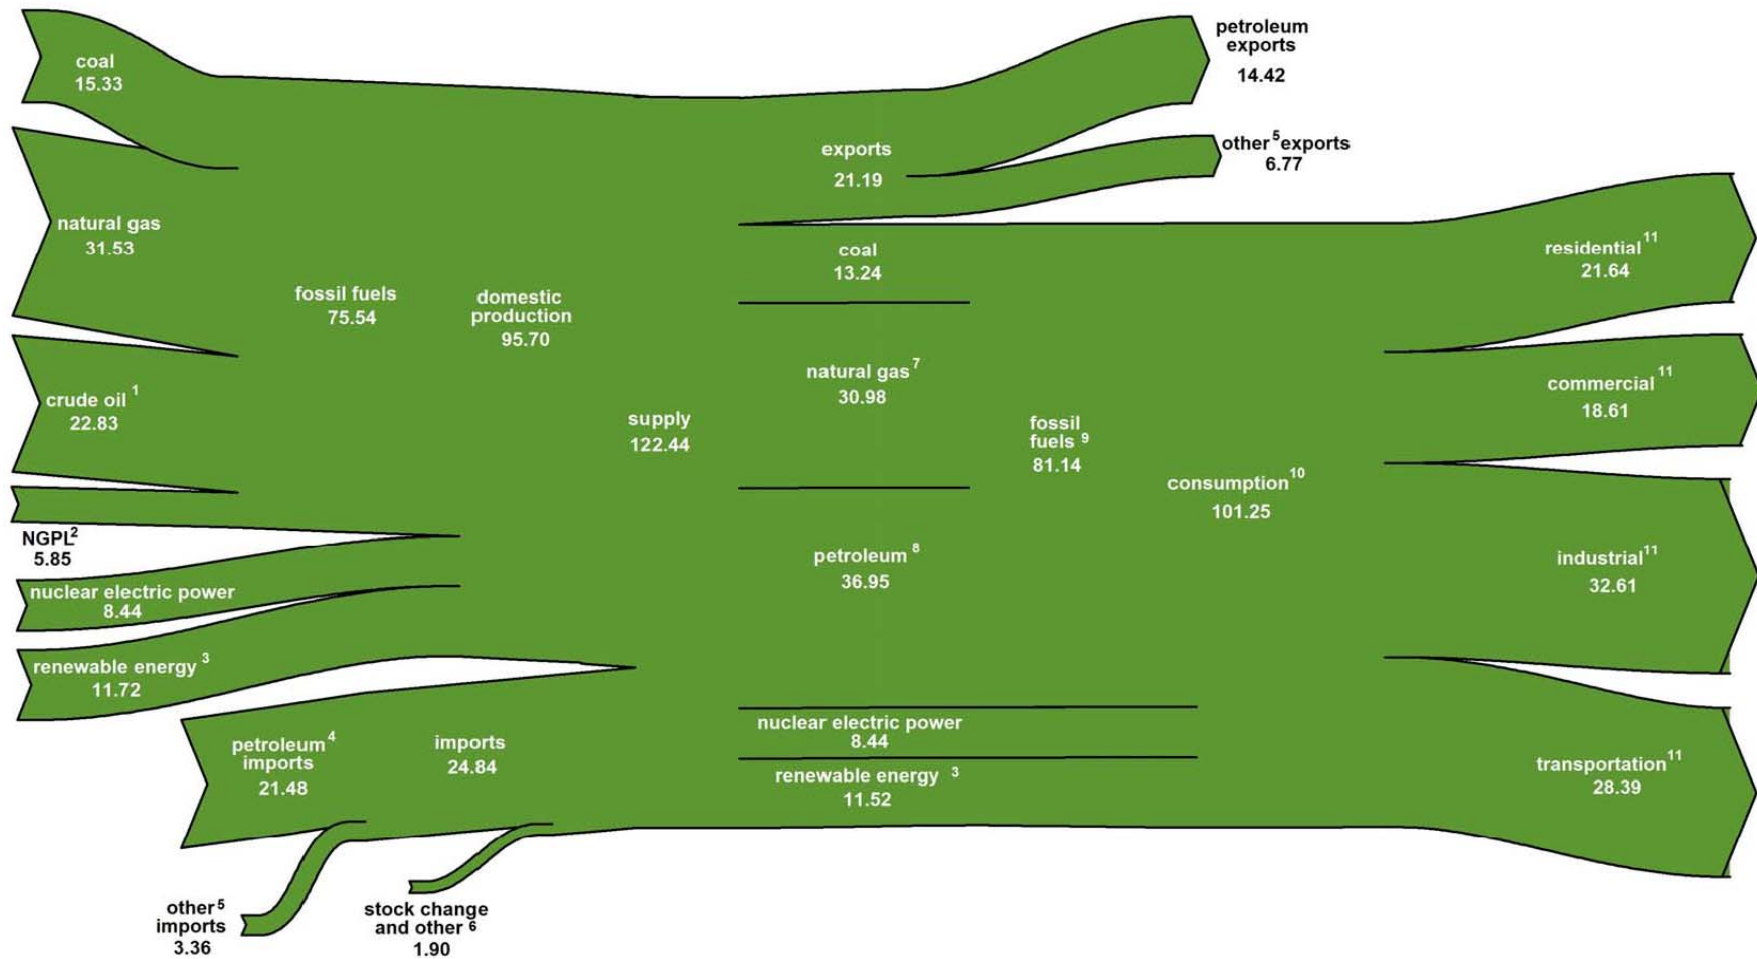 coal
15.33
natural gas
31.53
crude oil 1
22.83
NGPL2
5.85
nuclear electric power
8.44
renewable energy 3
11.72
petroleum4
imports
21.48
other5
imports
3.36
stock change
and other 6
1.90
imports
24.84
fossil fuels
75.54
domestic
production
95.70
supply
122.44
exports
21.19
petroleum
exports
14.42
other 5 exports
6.77
coal
13.24
natural gas7
30.98
petroleum 8
36.95
nuclear electric power
8.44
renewable energy 3
11.52
fossil
fuels 9
81.14
consumption10
101.25
residential11
21.64
commercial11
18.61
industrial11
32.61
transportation11
28.39